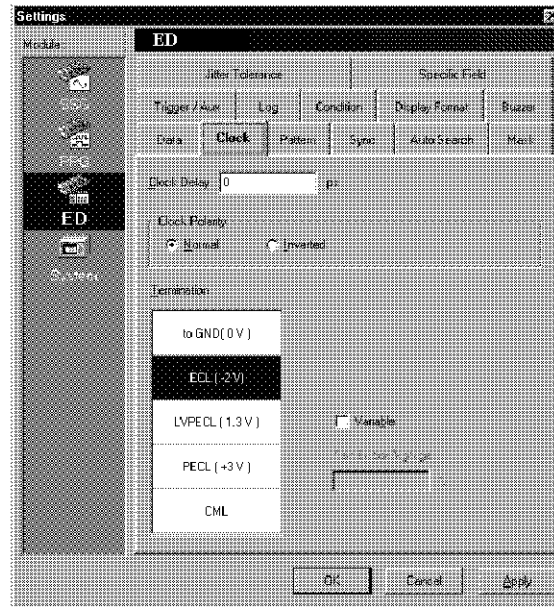 Settings
Module
ED
SSG
PPG
ED
System
Jitter Tolerance Specific Field
Trigger / Aux Log Condition Display Format Buzzer
Data Clock Pattern Sync Auto Search Mask
Clock Delay 0 ps
Clock Polarity
Normal Inverted
Termination
to GND( 0 V )
ECL ( -2 V)
LVPECL ( 1.3 V )
PECL ( +3 V )
CML
Variable
OK Cancel Apply